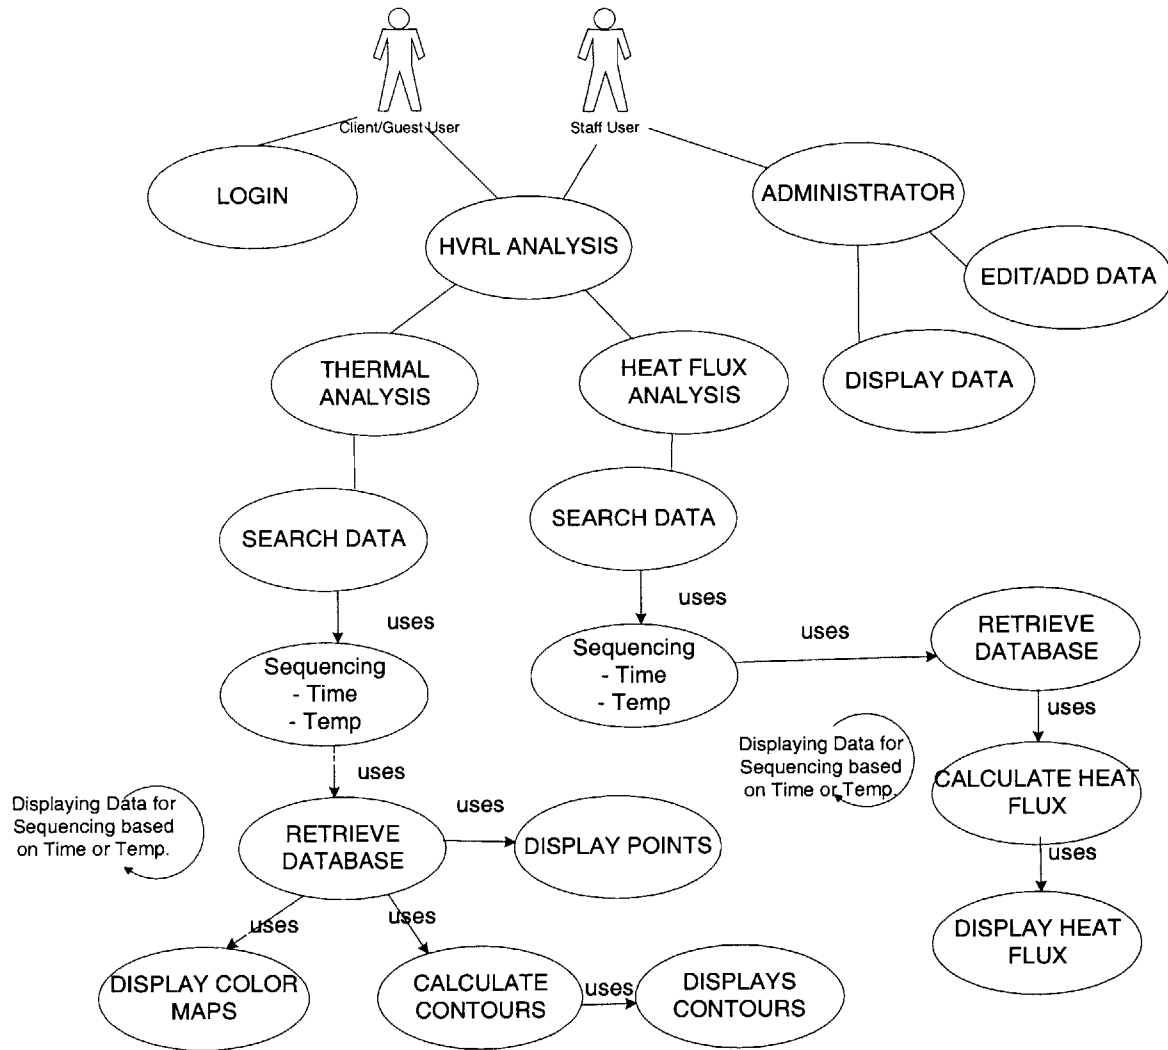 Client/Guest User
Staff User
LOGIN
ADMINISTRATOR
HVRL ANALYSIS
EDIT/ADD DATA
THERMAL
ANALYSIS
HEAT FLUX
ANALYSIS
DISPLAY DATA
SEARCH DATA
SEARCH DATA
uses
uses
Sequencing
- Time
- Temp
Sequencing
- Time
- Temp
uses
RETRIEVE
DATABASE
uses
Displaying Data for
Sequencing based
on Time or Temp.
CALCULATE HEAT
FLUX
uses
Displaying Data for
Sequencing based
on Time or Temp.
RETRIEVE
DATABASE
uses
DISPLAY POINTS
uses
DISPLAY HEAT
FLUX
uses
uses
DISPLAY COLOR
MAPS
CALCULATE
CONTOURS
uses
DISPLAYS
CONTOURS